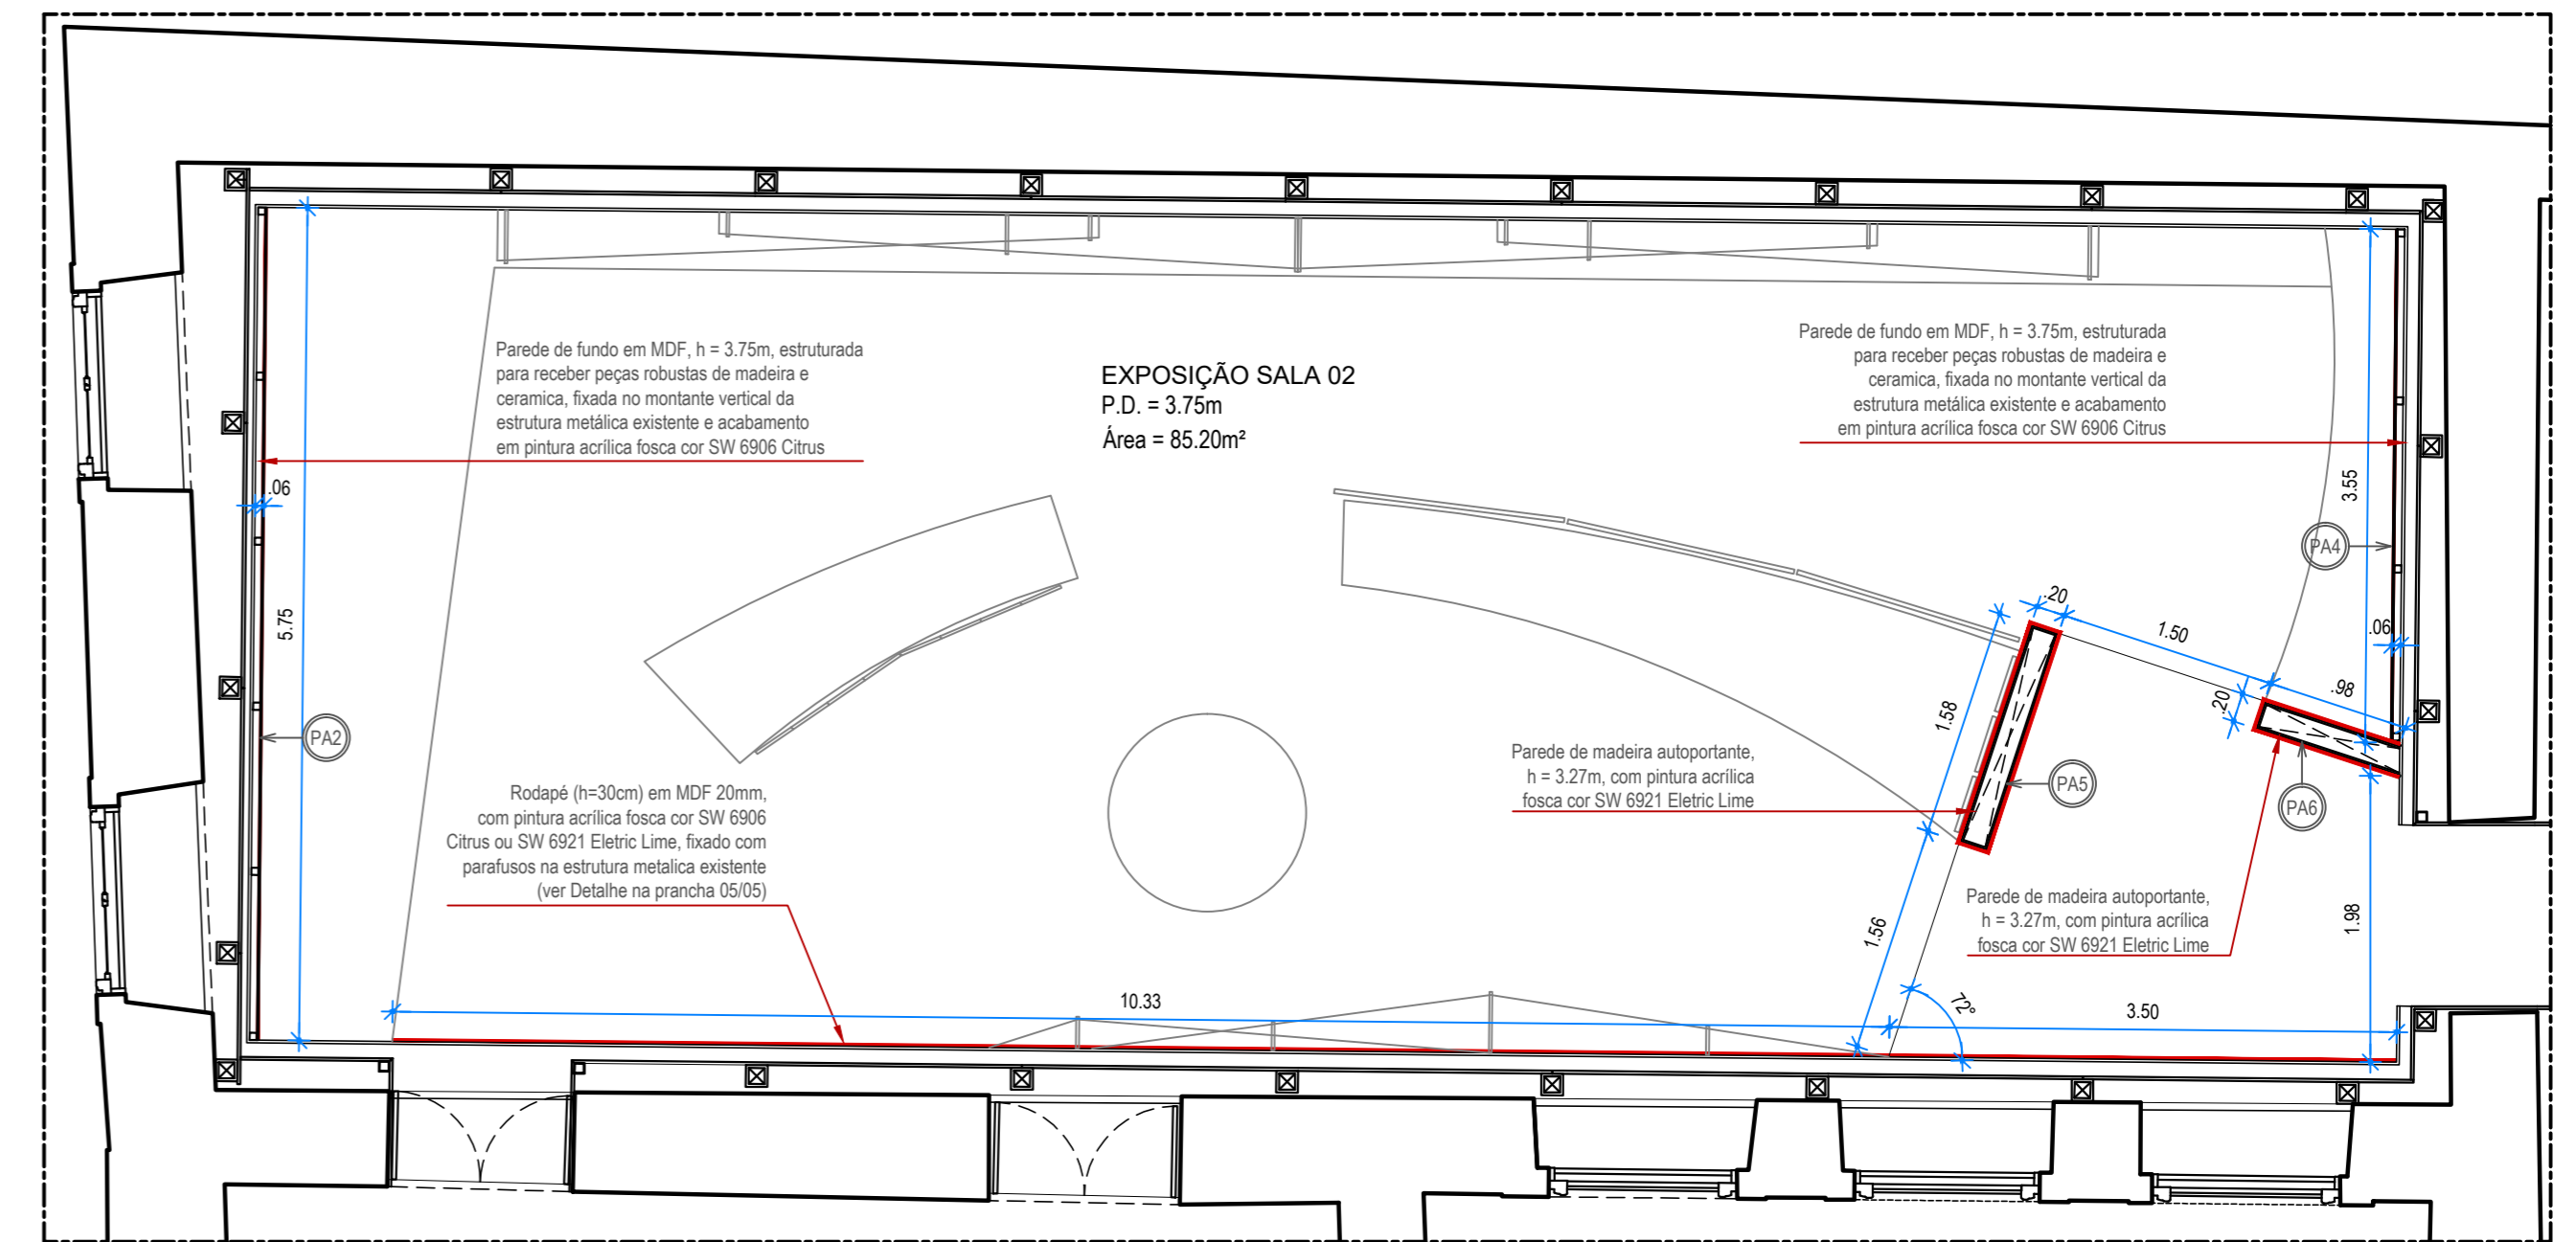 Parede de fundo em MDF, h = 3.75m, estruturada
para receber peças robustas de madeira e
ceramica, fixada no montante vertical da
estrutura metálica existente e acabamento
em pintura acrílica fosca cor SW 6906 Citrus
EXPOSIÇÃO SALA 02
P.D. = 3.75m
Área = 85.20m²
Parede de fundo em MDF, h = 3.75m, estruturada
para receber peças robustas de madeira e
ceramica, fixada no montante vertical da
estrutura metálica existente e acabamento
em pintura acrílica fosca cor SW 6906 Citrus
.06
5.75
PA2
3.55
PA4
.20
1.50
.06
.98
.20
1.58
PA5
PA6
Parede de madeira autoportante,
h = 3.27m, com pintura acrílica
fosca cor SW 6921 Eletric Lime
Rodapé (h=30cm) em MDF 20mm,
com pintura acrílica fosca cor SW 6906
Citrus ou SW 6921 Eletric Lime, fixado com
parafusos na estrutura metalica existente
(ver Detalhe na prancha 05/05)
Parede de madeira autoportante,
h = 3.27m, com pintura acrílica
fosca cor SW 6921 Eletric Lime
1.56
1.98
10.33
72°
3.50